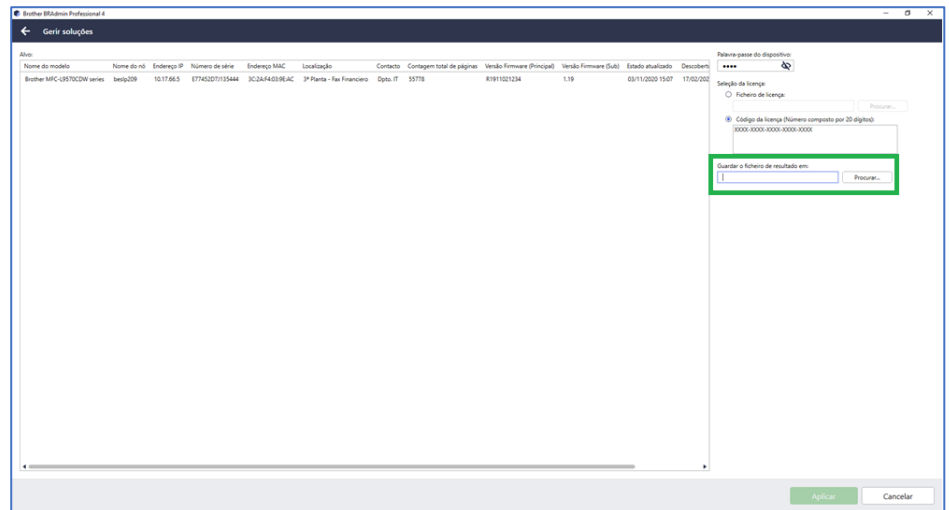 Brother BRAdmin Professional 4
Gerir soluções
Alvo:
Nome do modelo Nome do nó Endereço IP Número de série Endereço MAC Localização Contacto Contagem total de páginas Versão Firmware (Principal) Versão Firmware (Sub) Estado atualizado Descoberti
Brother MFC-L9570CDW series beslp209 10.17.66.5 E77452D7J135444 3C:2A:F4:03:9E:AC 3ª Planta - Fax Financiero Dpto. IT 55778 R1911021234 1.19 03/11/2020 15:07 17/02/202
Palavra-passe do dispositivo:
••••
Seleção da licença:
Ficheiro de licença:
Procurar...
Código da licença (Número composto por 20 dígitos):
XXXX-XXXX-XXXX-XXXX-XXXX
Guardar o ficheiro de resultado em:
Procurar...
Aplicar Cancelar